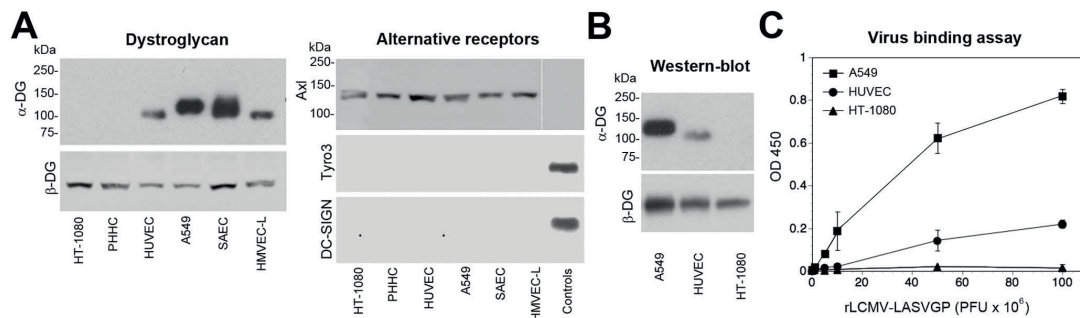 A
Dystroglycan
kDa
250-
150-
100-
75-
α-DG
β-DG
HT-1080
PHHC
HUVEC
A549
SAEC
HMVEC-L
Alternative receptors
kDa
250-
150-
100-
75-
Axl
Tyro3
DC-SIGN
HT-1080
PHHC
HUVEC
A549
SAEC
HMVEC-L
Controls
B
Western-blot
kDa
250-
150-
100-
75-
α-DG
β-DG
A549
HUVEC
HT-1080
C
Virus binding assay
A549
HUVEC
HT-1080
OD 450
0.8
0.6
0.4
0.2
0.0
0 20 40 60 80 100
rLCMV-LASVGP (PFU x 10⁶)